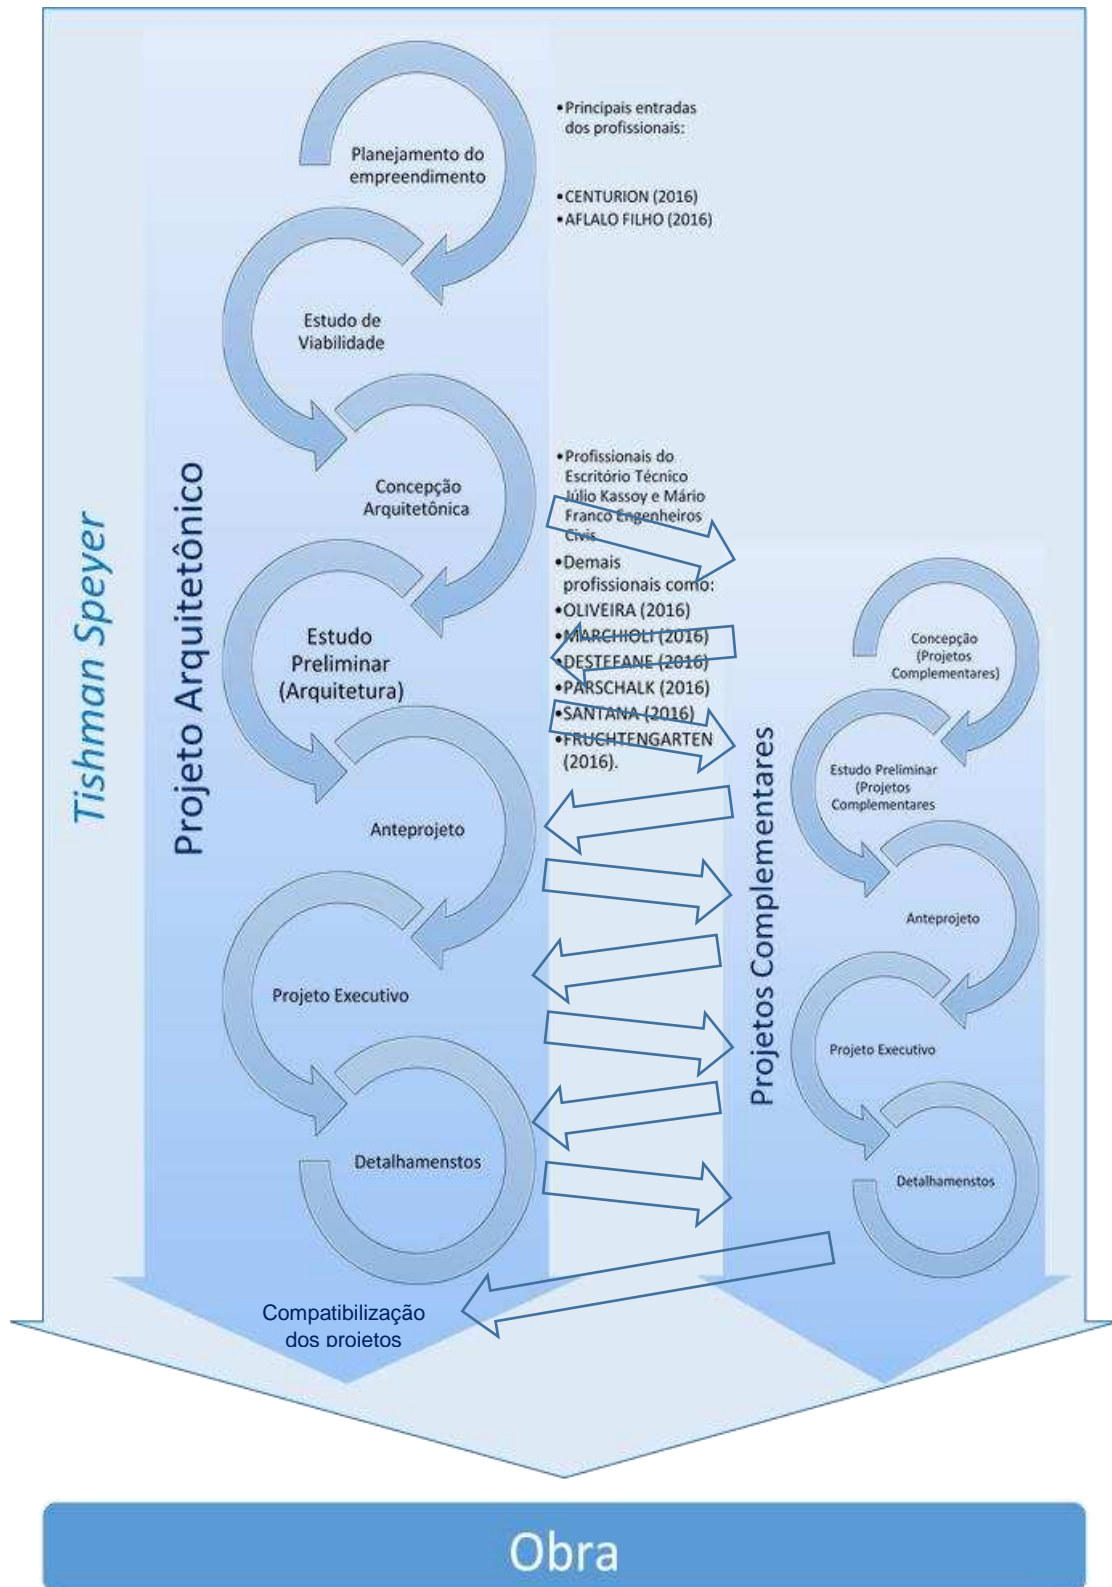 Tishman Speyer
Projeto Arquitetônico
Planejamento do
empreendimento
Estudo de
Viabilidade
Concepção
Arquitetônica
Estudo
Preliminar
(Arquitetura)
Anteprojeto
Projeto Executivo
Detalhamenstos
Compatibilização
dos projetos
•Principais entradas
dos profissionais:
•CENTURION (2016)
•AFLALO FILHO (2016)
•Profissionais do
Escritório Técnico
Júlio Kassoy e Mário
Franco Engenheiros
Civis
•Demais
profissionais como:
•OLIVEIRA (2016)
•MARCHIOLI (2016)
•DESTEFANE (2016)
•PARSCHALK (2016)
•SANTANA (2016)
•FRUCHTENGARTEN
(2016).
Projetos Complementares
Concepção
(Projetos
Complementares)
Estudo Preliminar
(Projetos
Complementares
Anteprojeto
Projeto Executivo
Detalhamenstos
Obra